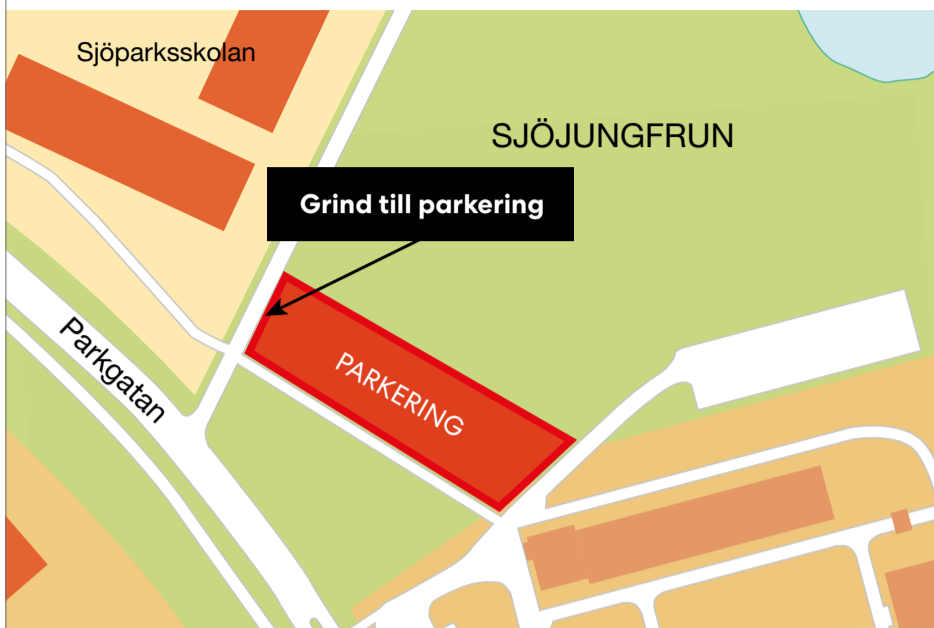 Sjöparksskolan
SJÖJUNGFRUN
Grind till parkering
Parkgatan
PARKERING